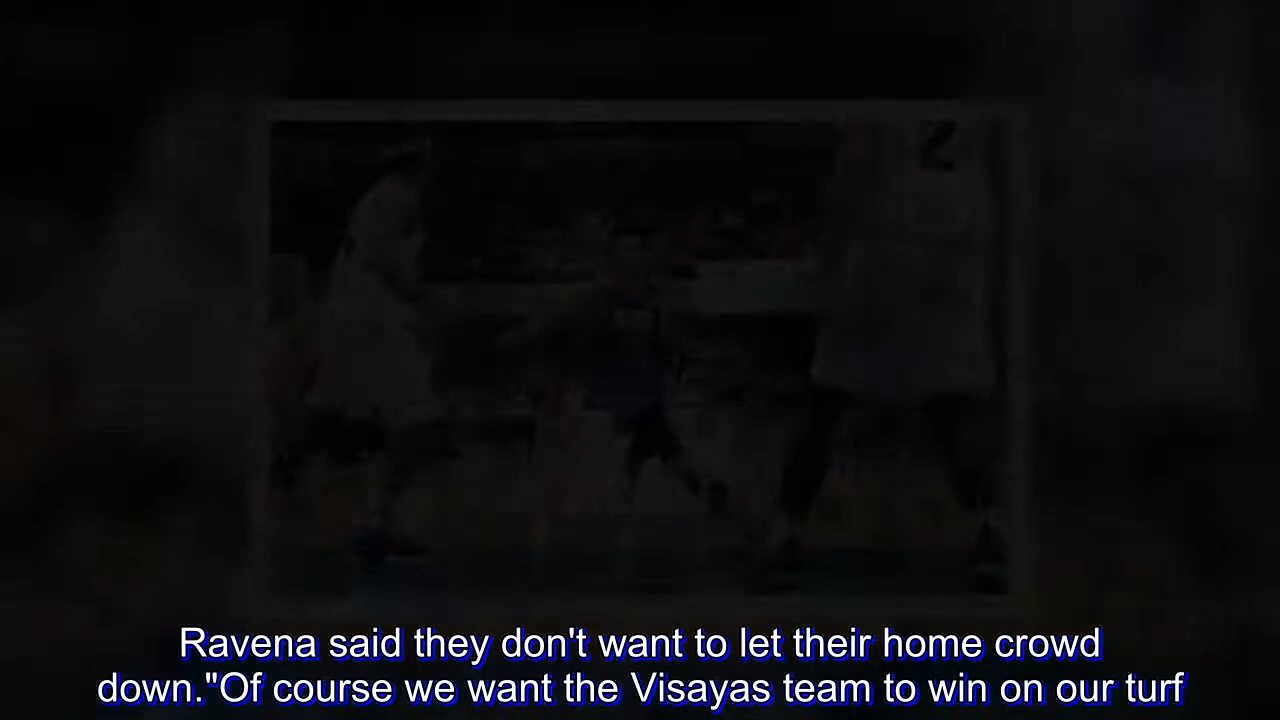 Ravena said they don't want to let their home crowd
down."Of course we want the Visayas team to win on our turf